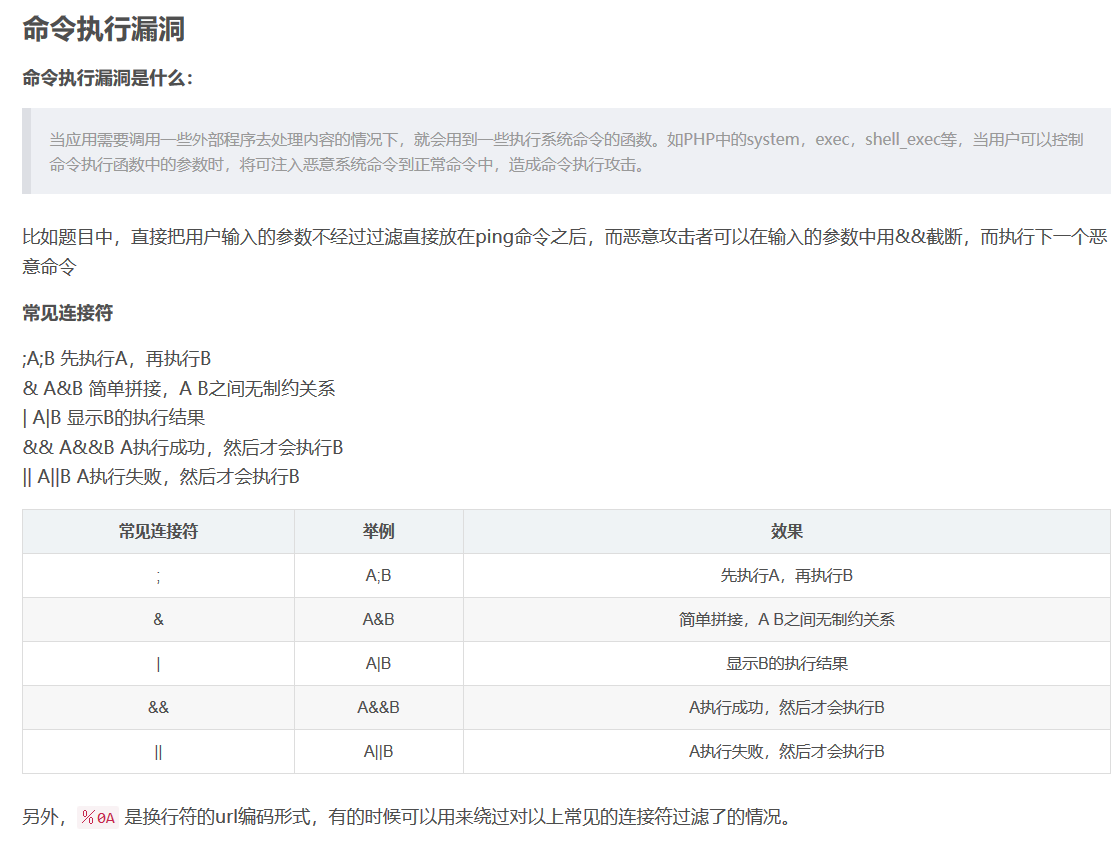 命令执行漏洞
命令执行漏洞是什么：
当应用需要调用一些外部程序去处理内容的情况下，就会用到一些执行系统命令的函数。如PHP中的system，exec，shell_exec等，当用户可以控制
命令执行函数中的参数时，将可注入恶意系统命令到正常命令中，造成命令执行攻击。
比如题目中，直接把用户输入的参数不经过过滤直接放在ping命令之后，而恶意攻击者可以在输入的参数中用&&截断，而执行下一个恶
意命令
常见连接符
;A;B 先执行A，再执行B
& A&B 简单拼接，A B之间无制约关系
| A|B 显示B的执行结果
&& A&&B A执行成功，然后才会执行B
|| A||B A执行失败，然后才会执行B
常见连接符 举例 效果
; A;B 先执行A，再执行B
& A&B 简单拼接，A B之间无制约关系
| A|B 显示B的执行结果
&& A&&B A执行成功，然后才会执行B
|| A||B A执行失败，然后才会执行B
另外， %0A 是换行符的url编码形式，有的时候可以用来绕过对以上常见的连接符过滤了的情况。